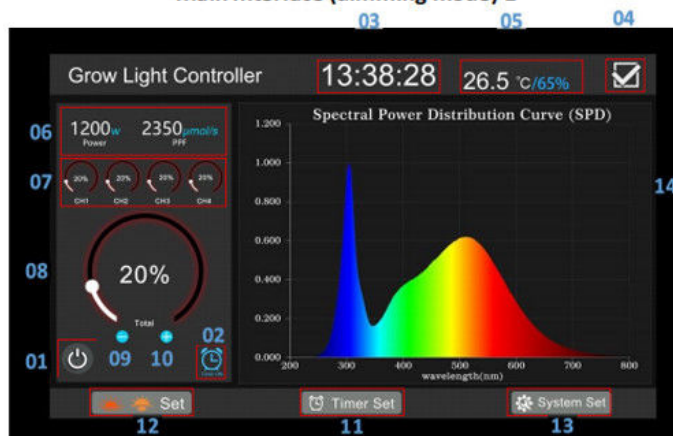 03 05 04
Grow Light Controller 13:38:28 26.5 °C/65%
06 1200w 2350μmol/s
Power PPF
07 20% 20% 20% 20%
CH1 CH2 CH3 CH4
08 20%
Total
02
01 09 10
Spectral Power Distribution Curve (SPD)
1.200
1.000
0.800
0.600
0.400
0.200
0.000
200 300 400 500 600 700 800
wavelength(nm)
14
Set Timer Set System Set
12 11 13